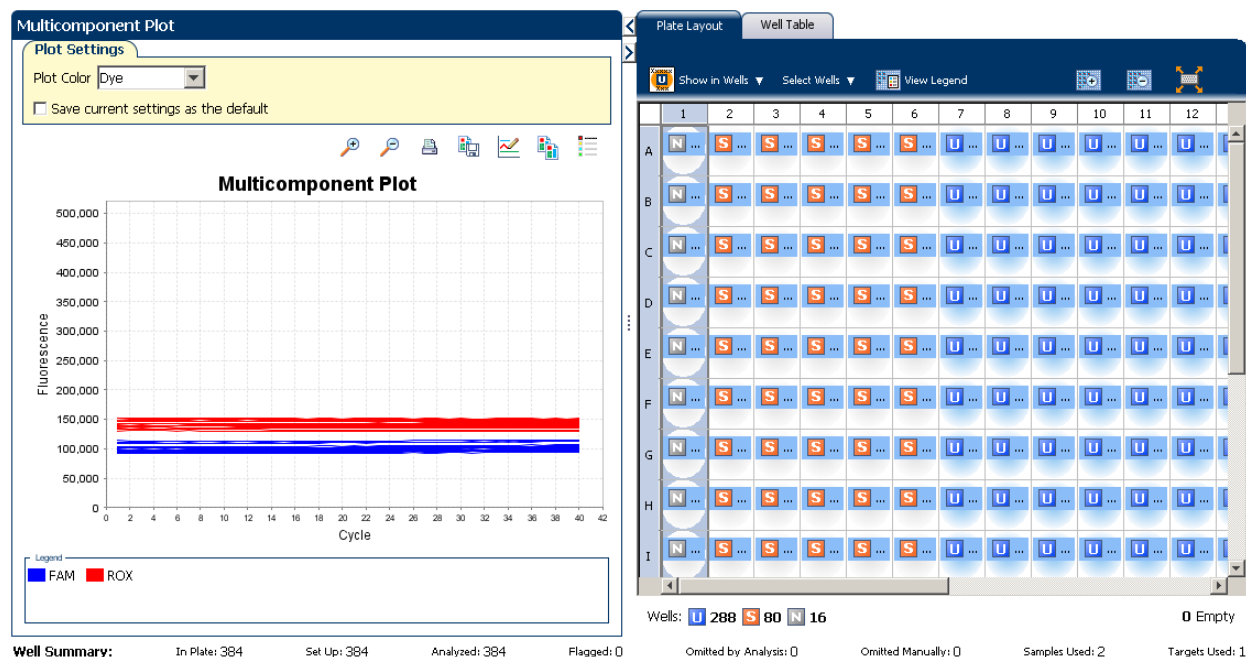 Multicomponent Plot
Plot Settings
Plot Color Dye
Save current settings as the default
Multicomponent Plot
500,000
450,000
400,000
350,000
300,000
250,000
200,000
150,000
100,000
50,000
0
Fluorescence
0 2 4 6 8 10 12 14 16 18 20 22 24 26 28 30 32 34 36 38 40 42
Cycle
Legend
FAM ROX
Plate Layout Well Table
Show in Wells ▼ Select Wells ▼ View Legend
1 2 3 4 5 6 7 8 9 10 11 12
A N ... S ... S ... S ... S ... S ... U ... U ... U ... U ... U ... U ...
B N ... S ... S ... S ... S ... S ... U ... U ... U ... U ... U ... U ...
C N ... S ... S ... S ... S ... S ... U ... U ... U ... U ... U ... U ...
D N ... S ... S ... S ... S ... S ... U ... U ... U ... U ... U ... U ...
E N ... S ... S ... S ... S ... S ... U ... U ... U ... U ... U ... U ...
F N ... S ... S ... S ... S ... S ... U ... U ... U ... U ... U ... U ...
G N ... S ... S ... S ... S ... S ... U ... U ... U ... U ... U ... U ...
H N ... S ... S ... S ... S ... S ... U ... U ... U ... U ... U ... U ...
I N ... S ... S ... S ... S ... S ... U ... U ... U ... U ... U ... U ...
Wells: U 288 S 80 N 16 0 Empty
Well Summary: In Plate: 384 Set Up: 384 Analyzed: 384 Flagged: 0 Omitted by Analysis: 0 Omitted Manually: 0 Samples Used: 2 Targets Used: 1